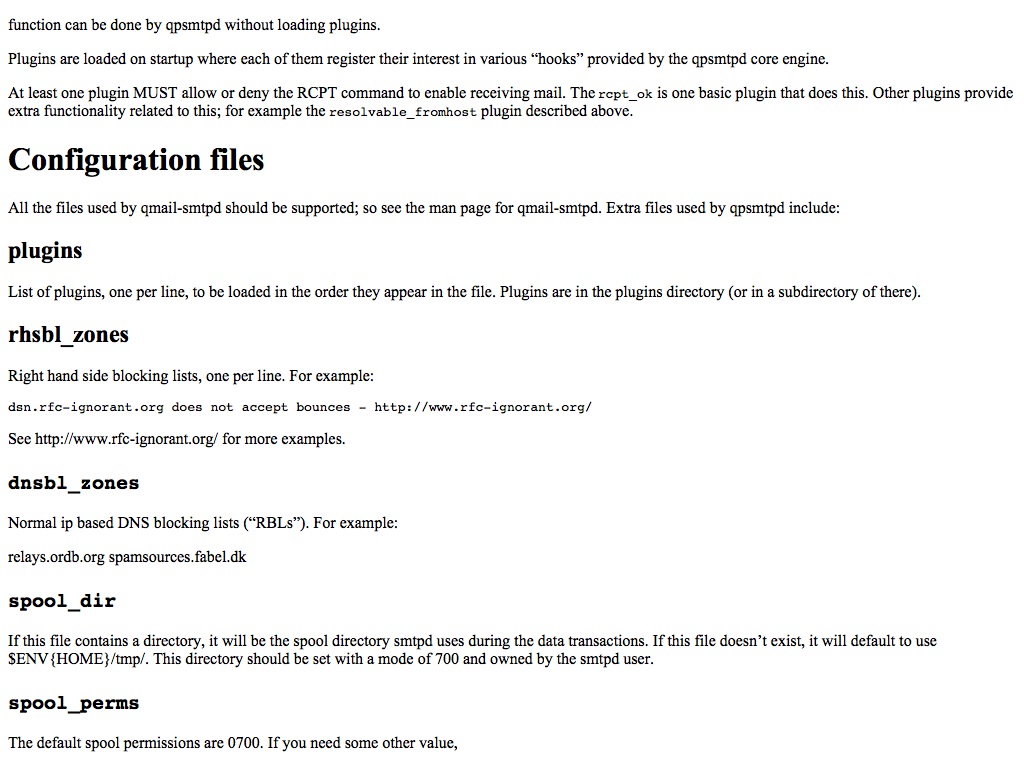 function can be done by qpsmtpd without loading plugins.
Plugins are loaded on startup where each of them register their interest in various “hooks” provided by the qpsmtpd core engine.
At least one plugin MUST allow or deny the RCPT command to enable receiving mail. The rcpt_ok is one basic plugin that does this. Other plugins provide
extra functionality related to this; for example the resolvable_fromhost plugin described above.
Configuration files
All the files used by qmail-smtpd should be supported; so see the man page for qmail-smtpd. Extra files used by qpsmtpd include:
plugins
List of plugins, one per line, to be loaded in the order they appear in the file. Plugins are in the plugins directory (or in a subdirectory of there).
rhsbl_zones
Right hand side blocking lists, one per line. For example:
dsn.rfc-ignorant.org does not accept bounces - http://www.rfc-ignorant.org/
See http://www.rfc-ignorant.org/ for more examples.
dnsbl_zones
Normal ip based DNS blocking lists (“RBLs”). For example:
relays.ordb.org spamsources.fabel.dk
spool_dir
If this file contains a directory, it will be the spool directory smtpd uses during the data transactions. If this file doesn’t exist, it will default to use
$ENV{HOME}/tmp/. This directory should be set with a mode of 700 and owned by the smtpd user.
spool_perms
The default spool permissions are 0700. If you need some other value,